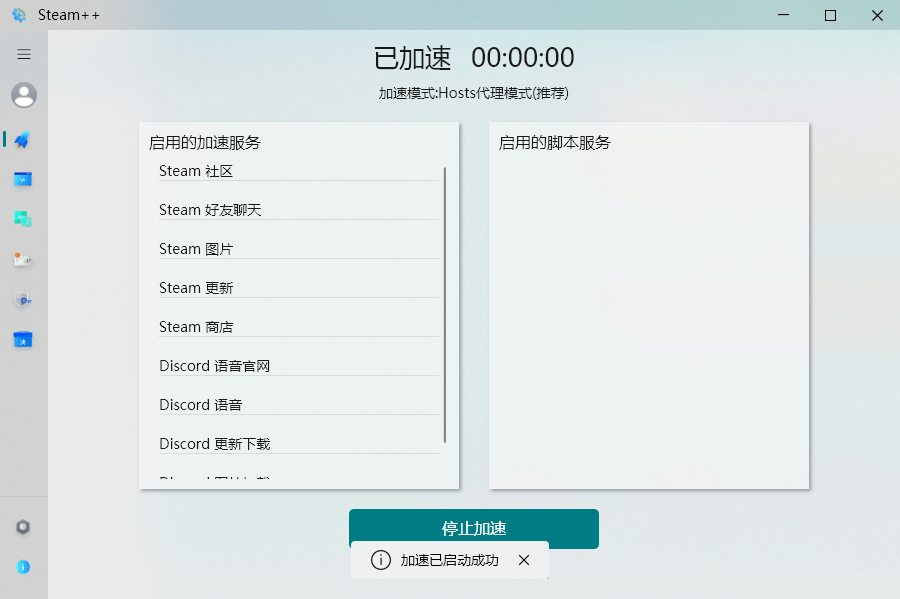 Steam++
已加速 00:00:00
加速模式:Hosts代理模式(推荐)
启用的加速服务
Steam 社区
Steam 好友聊天
Steam 图片
Steam 更新
Steam 商店
Discord 语音官网
Discord 语音
Discord 更新下载
启用的脚本服务
停止加速
加速已启动成功